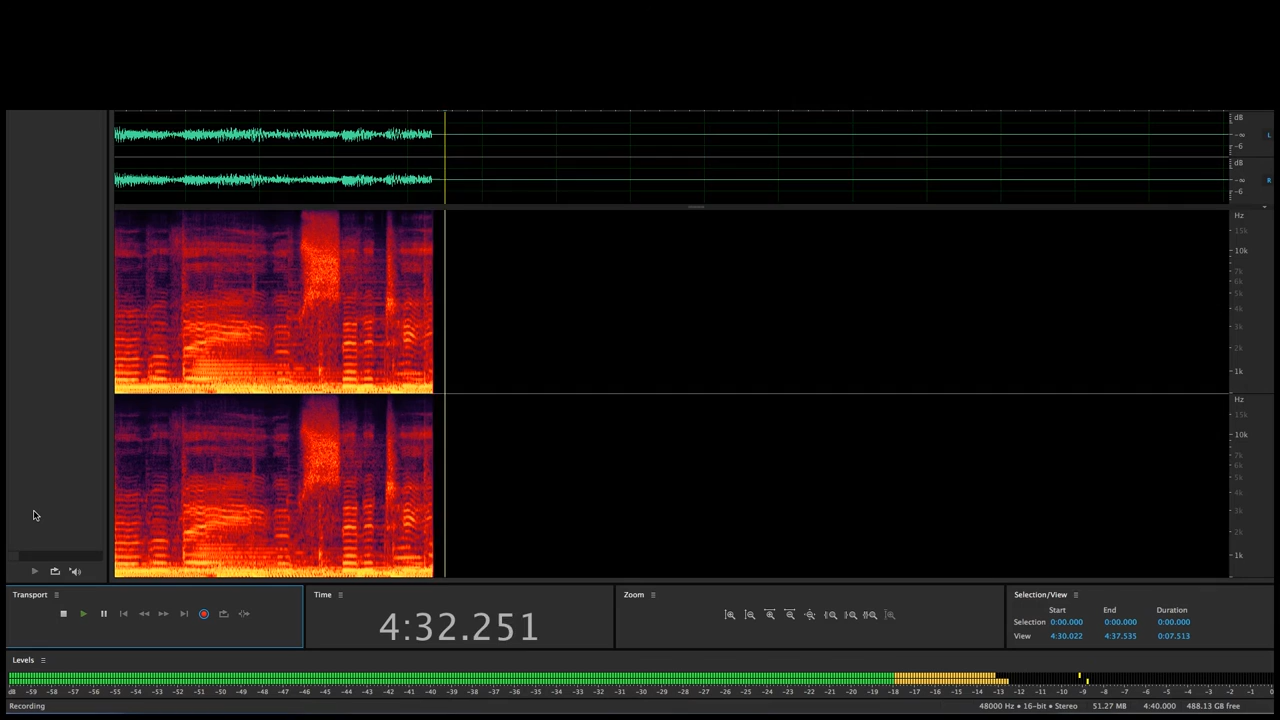 dB
-∞
L
-6
dB
-∞
R
-6
Hz
15k
10k
7k
6k
5k
4k
3k
2k
1k
Hz
15k
10k
7k
6k
5k
4k
3k
2k
1k
Transport
Time
Zoom
Selection/View
4:32.251
Start End Duration
Selection 0:00.000 0:00.000 0:00.000
View 4:30.022 4:37.535 0:07.513
Levels
dB -59 -58 -57 -56 -55 -54 -53 -52 -51 -50 -49 -48 -47 -46 -45 -44 -43 -42 -41 -40 -39 -38 -37 -36 -35 -34 -33 -32 -31 -30 -29 -28 -27 -26 -25 -24 -23 -22 -21 -20 -19 -18 -17 -16 -15 -14 -13 -12 -11 -10 -9 -8 -7 -6 -5 -4 -3 -2 -1 0
Recording 48000 Hz • 16-bit • Stereo 51.27 MB 4:40.000 488.13 GB free